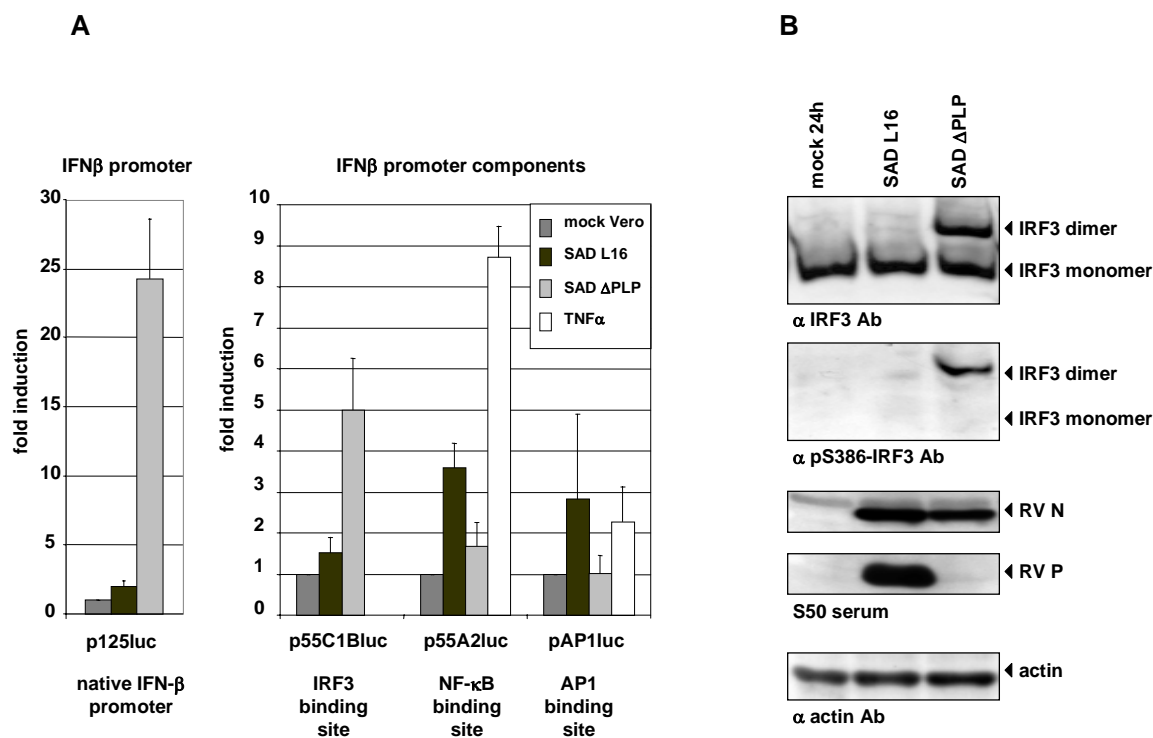 A
IFNβ promoter
fold induction
30
25
20
15
10
5
0
p125luc
native IFN-β
promoter
IFNβ promoter components
fold induction
10
9
8
7
6
5
4
3
2
1
0
mock Vero
SAD L16
SAD ΔPLP
TNFα
p55C1Bluc
p55A2luc
pAP1luc
IRF3
binding
site
NF-κB
binding
site
AP1
binding
site
B
mock 24h
SAD L16
SAD ΔPLP
IRF3 dimer
IRF3 monomer
α IRF3 Ab
IRF3 dimer
IRF3 monomer
α pS386-IRF3 Ab
RV N
RV P
S50 serum
actin
α actin Ab